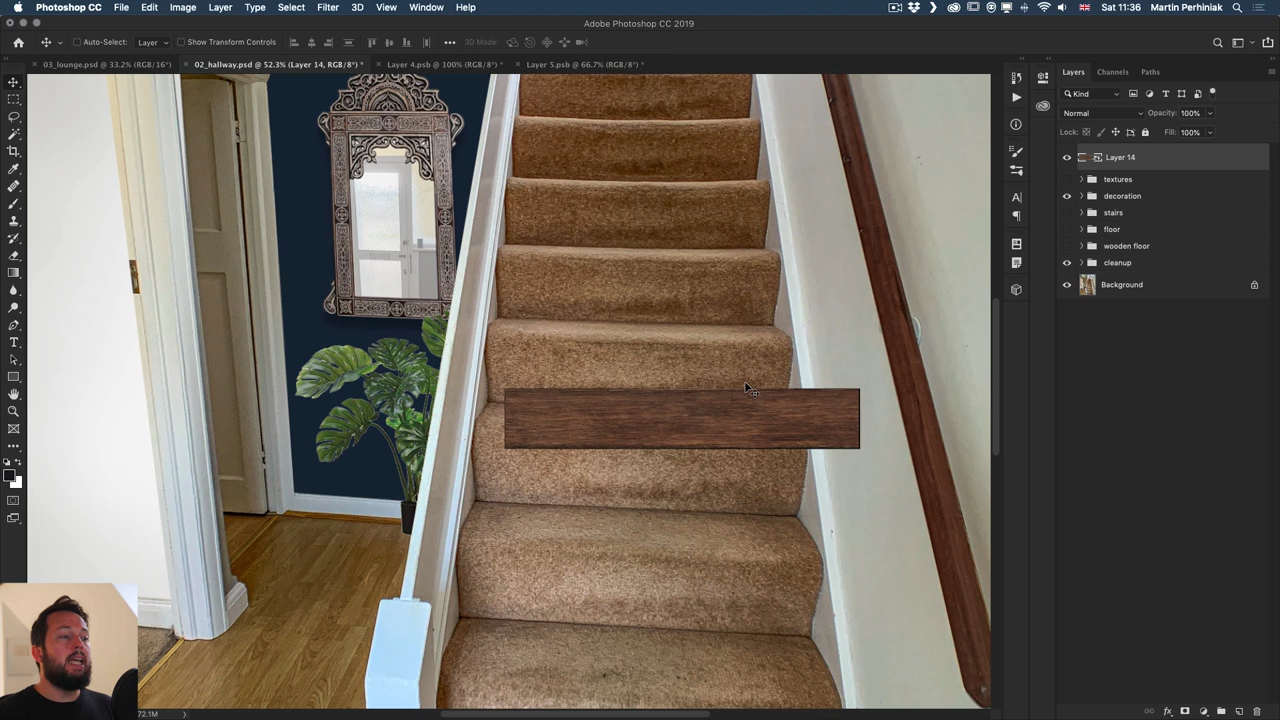 Photoshop CC File Edit Image Layer Type Select Filter 3D View Window Help Sat 11:36 Martin Perhiniak
Adobe Photoshop CC 2019
Auto-Select: Layer Show Transform Controls 3D Mode:
03_lounge.psd @ 33.2% (RGB/16*) 02_hallway.psd @ 52.3% (Layer 14, RGB/8*) * Layer 4.psb @ 100% (RGB/8*) * Layer 5.psb @ 66.7% (RGB/8*) *
Layers Channels Paths
Kind
Normal Opacity: 100%
Lock: Fill: 100%
Layer 14
textures
decoration
stairs
floor
wooden floor
cleanup
Background
72.1M